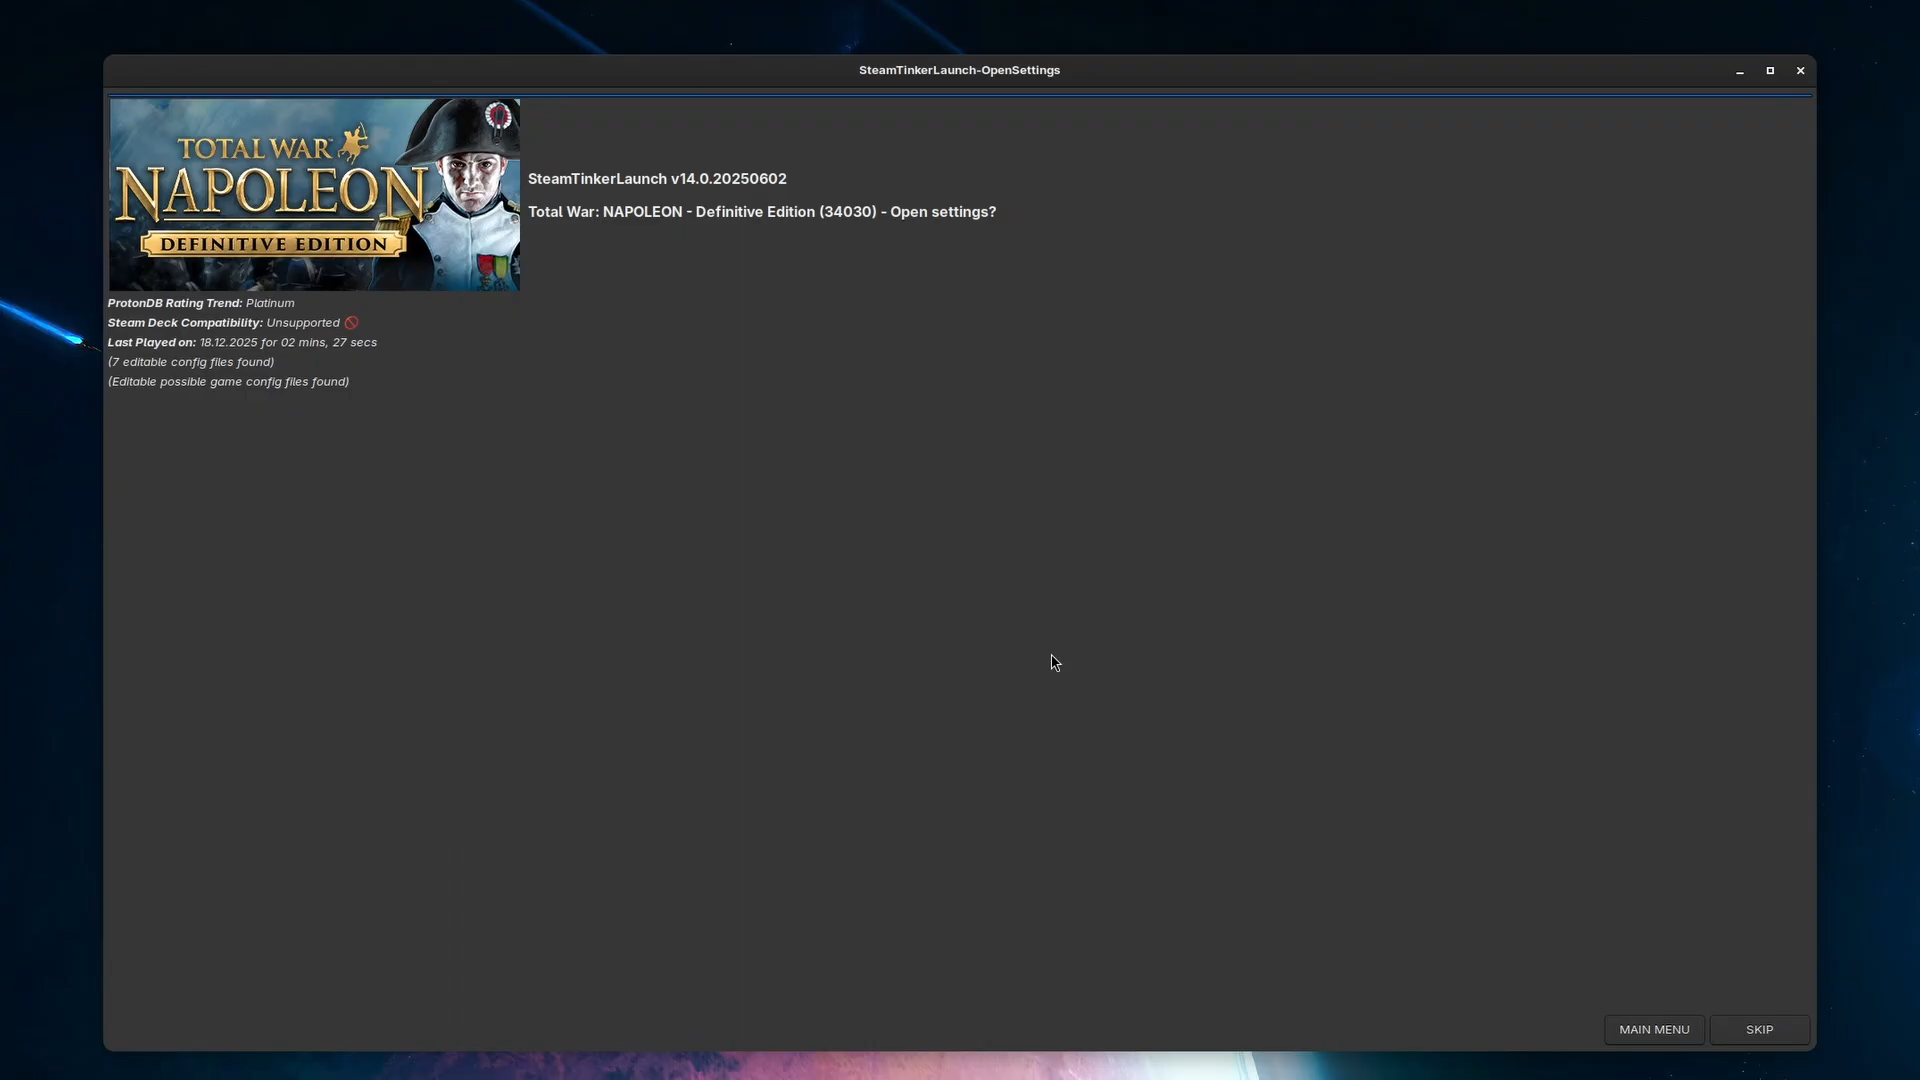 SteamTinkerLaunch-OpenSettings
TOTAL WAR
NAPOLEON
DEFINITIVE EDITION
SteamTinkerLaunch v14.0.20250602
Total War: NAPOLEON - Definitive Edition (34030) - Open settings?
ProtonDB Rating Trend: Platinum
Steam Deck Compatibility: Unsupported 🚫
Last Played on: 18.12.2025 for 02 mins, 27 secs
(7 editable config files found)
(Editable possible game config files found)
MAIN MENU
SKIP